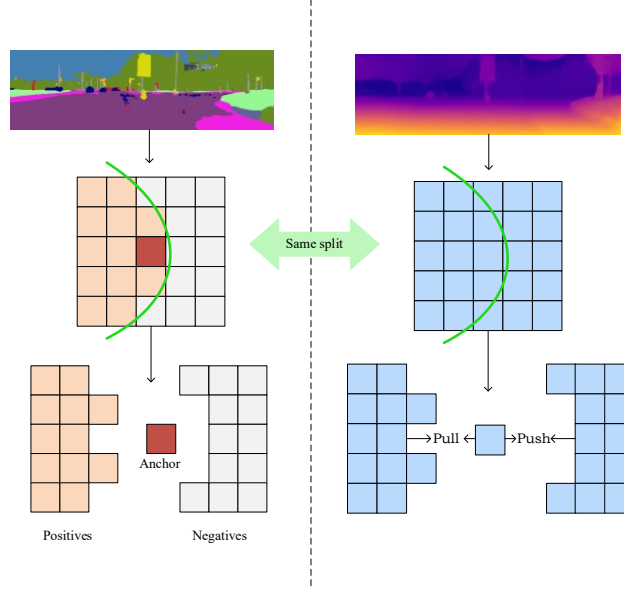 Same split
Anchor
Pull
Push
Positives
Negatives